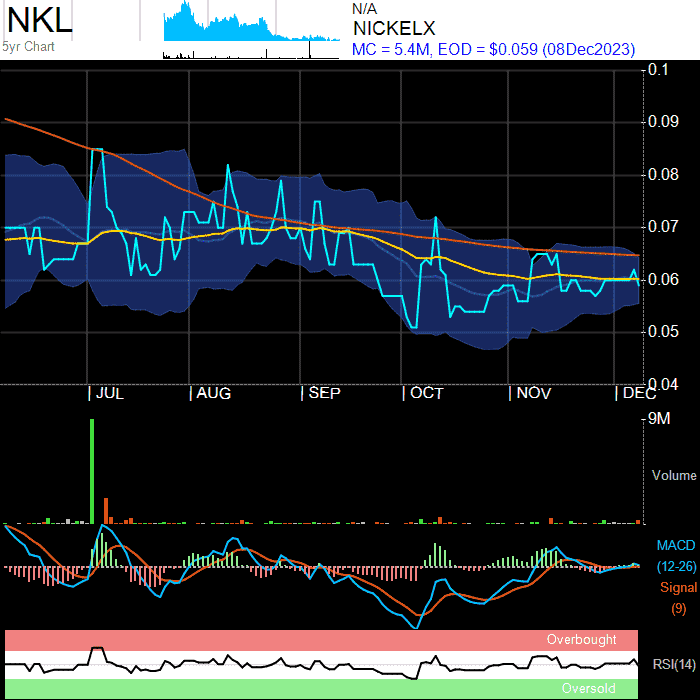 NKL
5yr Chart
N/A
NICKELX
MC = 5.4M, EOD = $0.059 (08Dec2023)
0.1
0.09
0.08
0.07
0.06
0.05
0.04
JUL AUG SEP OCT NOV DEC
9M
Volume
MACD
(12-26)
Signal
(9)
Overbought
RSI(14)
Oversold